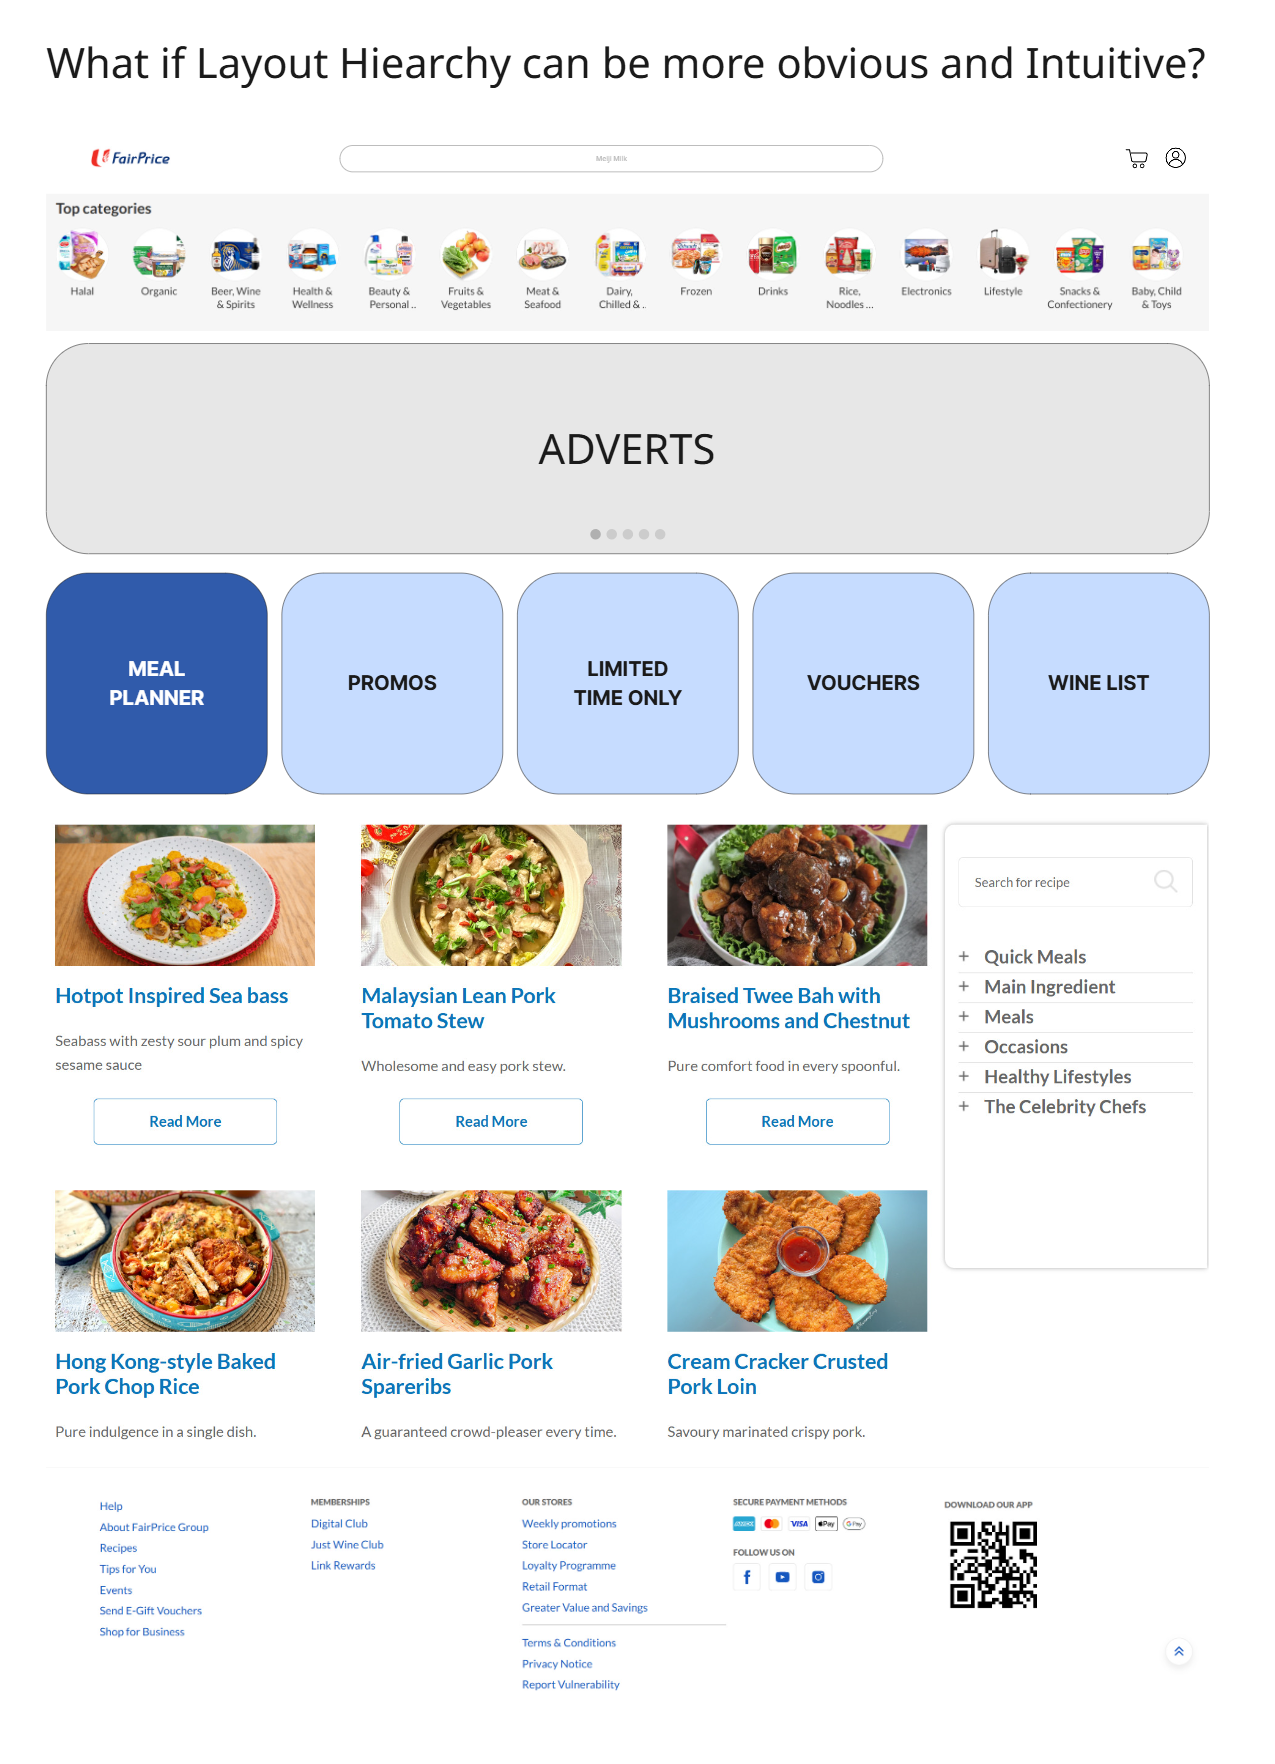 What if Layout Hiearchy can be more obvious and Intuitive?
FairPrice
Meiji Milk
Top categories
Halal
Organic
Beer, Wine
& Spirits
Health &
Wellness
Beauty &
Personal ..
Fruits &
Vegetables
Meat &
Seafood
Dairy,
Chilled & ..
Frozen
Drinks
Rice,
Noodles ...
Electronics
Lifestyle
Snacks &
Confectionery
Baby, Child
& Toys
ADVERTS
MEAL
PLANNER
PROMOS
LIMITED
TIME ONLY
VOUCHERS
WINE LIST
Hotpot Inspired Sea bass
Seabass with zesty sour plum and spicy
sesame sauce
Read More
Malaysian Lean Pork
Tomato Stew
Wholesome and easy pork stew.
Read More
Braised Twee Bah with
Mushrooms and Chestnut
Pure comfort food in every spoonful.
Read More
Search for recipe
+ Quick Meals
+ Main Ingredient
+ Meals
+ Occasions
+ Healthy Lifestyles
+ The Celebrity Chefs
Hong Kong-style Baked
Pork Chop Rice
Pure indulgence in a single dish.
Air-fried Garlic Pork
Spareribs
A guaranteed crowd-pleaser every time.
Cream Cracker Crusted
Pork Loin
Savoury marinated crispy pork.
Help
About FairPrice Group
Recipes
Tips for You
Events
Send E-Gift Vouchers
Shop for Business
MEMBERSHIPS
Digital Club
Just Wine Club
Link Rewards
OUR STORES
Weekly promotions
Store Locator
Loyalty Programme
Retail Format
Greater Value and Savings
Terms & Conditions
Privacy Notice
Report Vulnerability
SECURE PAYMENT METHODS
AMEX
VISA
Pay
G Pay
FOLLOW US ON
DOWNLOAD OUR APP